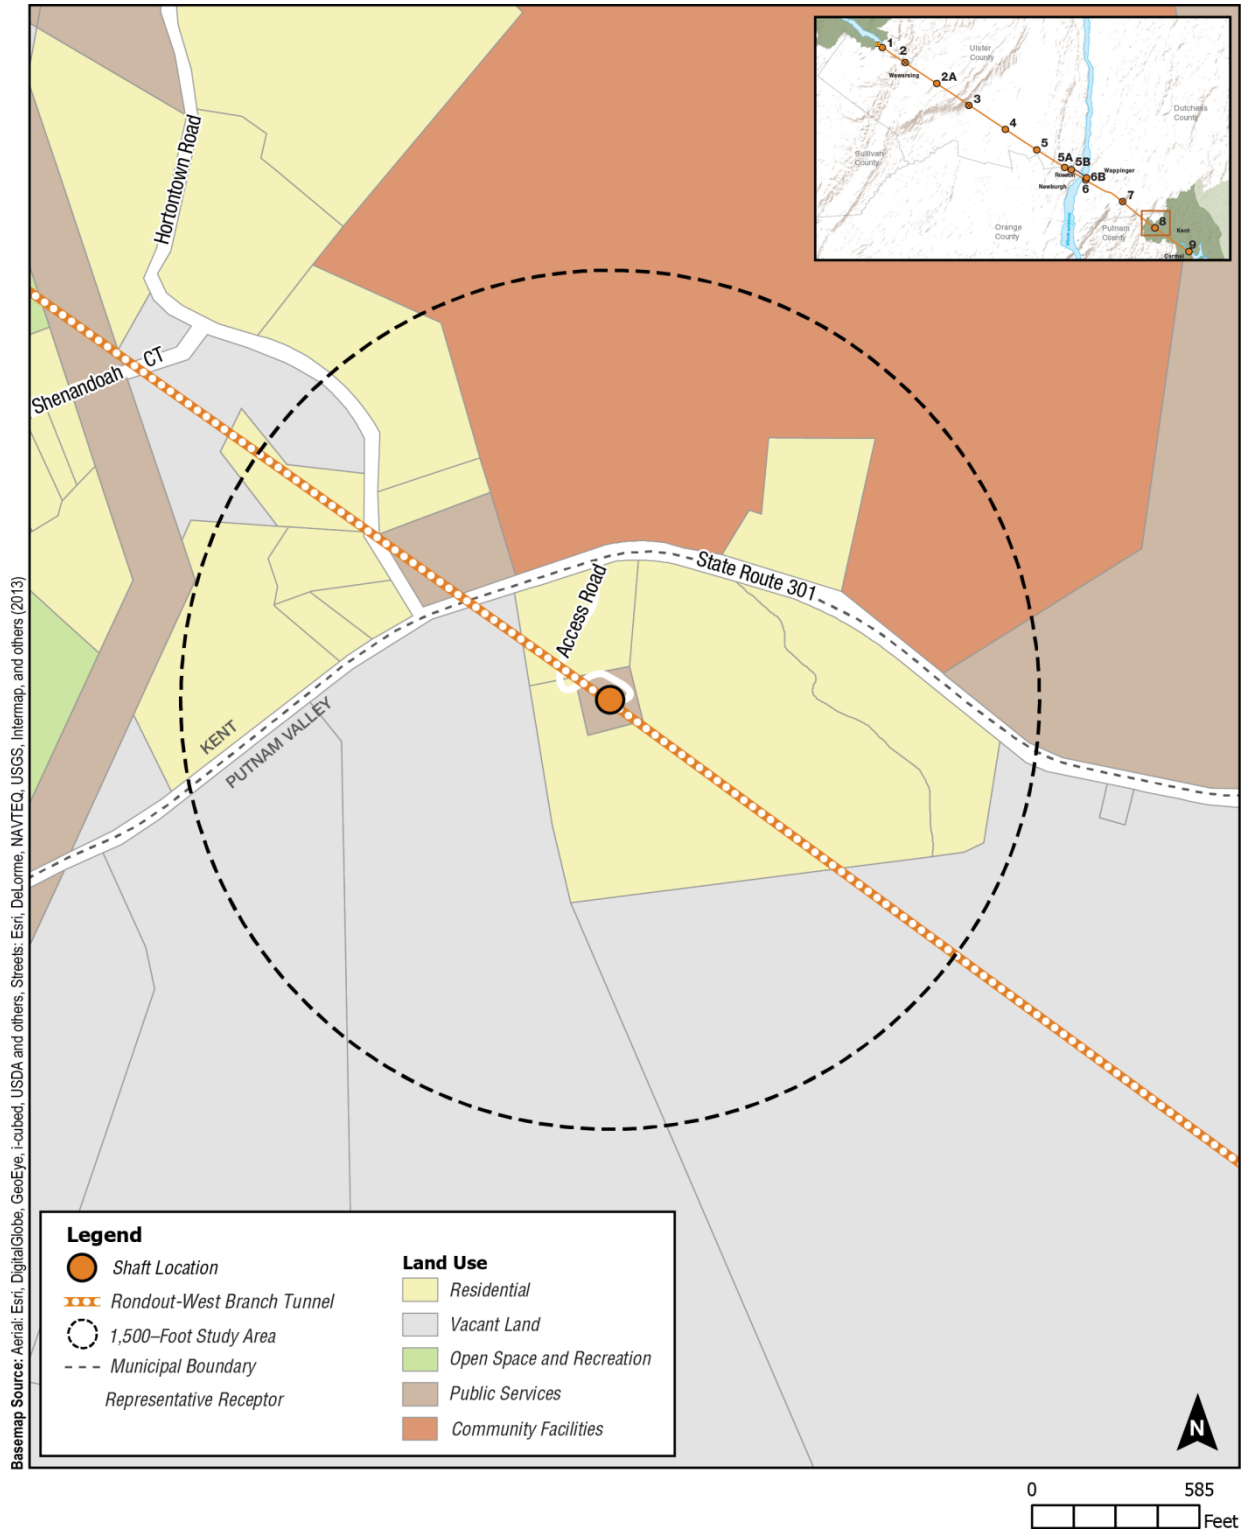 1
2
Wawarsing
Ulster
County
2A
3
4
5
Sullivan
County
Dutchess
County
5A
5B
Roseton
Wappinger
6B
Newburgh
6
7
Orange
County
Putnam
County
8
Kent
9
Carmel
Hortontown Road
Shenandoah CT
State Route 301
Access Road
KENT
PUTNAM VALLEY
Basemap Source: Aerial: Esri, DigitalGlobe, GeoEye, i-cubed, USDA and others, Streets: Esri, DeLorme, NAVTEQ, USGS, Intermap, and others (2013)
Legend
Shaft Location
Rondout-West Branch Tunnel
1,500–Foot Study Area
Municipal Boundary
Representative Receptor
Land Use
Residential
Vacant Land
Open Space and Recreation
Public Services
Community Facilities
N
0 585
Feet